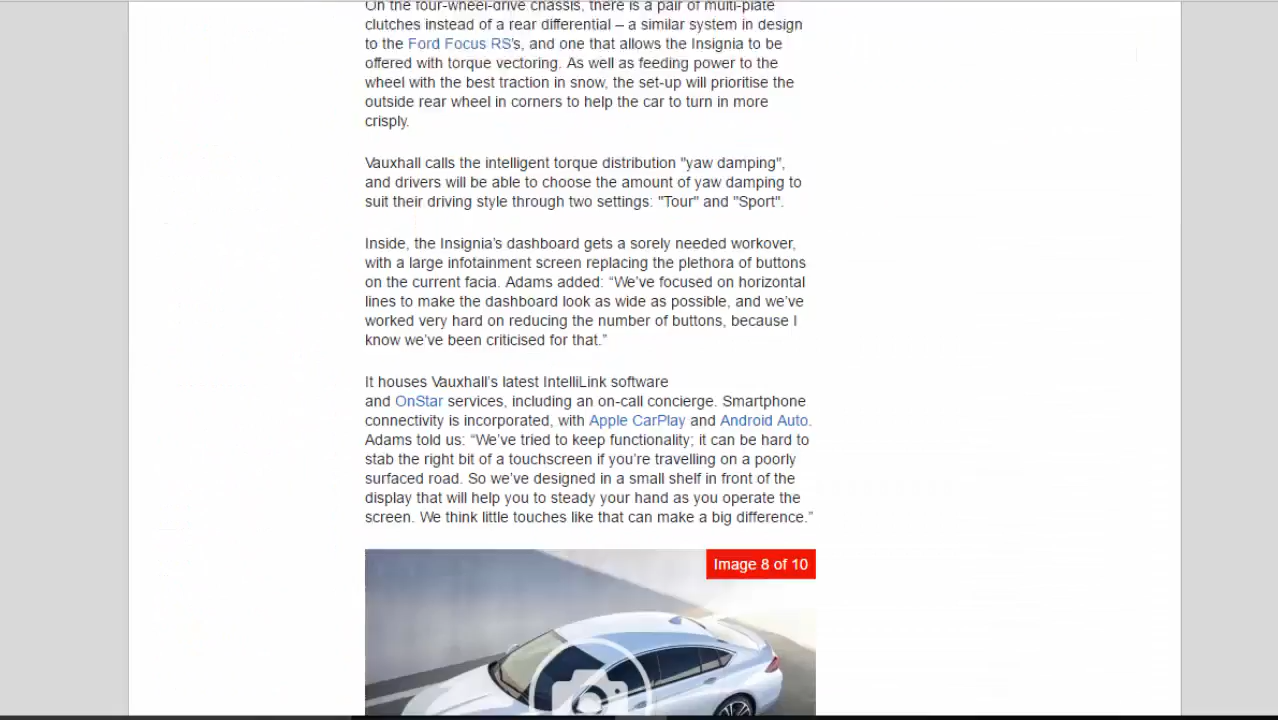 On the four-wheel-drive chassis, there is a pair of multi-plate
clutches instead of a rear differential – a similar system in design
to the Ford Focus RS's, and one that allows the Insignia to be
offered with torque vectoring. As well as feeding power to the
wheel with the best traction in snow, the set-up will prioritise the
outside rear wheel in corners to help the car to turn in more
crisply.
Vauxhall calls the intelligent torque distribution "yaw damping",
and drivers will be able to choose the amount of yaw damping to
suit their driving style through two settings: "Tour" and "Sport".
Inside, the Insignia’s dashboard gets a sorely needed workover,
with a large infotainment screen replacing the plethora of buttons
on the current facia. Adams added: “We’ve focused on horizontal
lines to make the dashboard look as wide as possible, and we’ve
worked very hard on reducing the number of buttons, because I
know we’ve been criticised for that.”
It houses Vauxhall’s latest IntelliLink software
and OnStar services, including an on-call concierge. Smartphone
connectivity is incorporated, with Apple CarPlay and Android Auto.
Adams told us: “We’ve tried to keep functionality; it can be hard to
stab the right bit of a touchscreen if you’re travelling on a poorly
surfaced road. So we’ve designed in a small shelf in front of the
display that will help you to steady your hand as you operate the
screen. We think little touches like that can make a big difference.”
Image 8 of 10